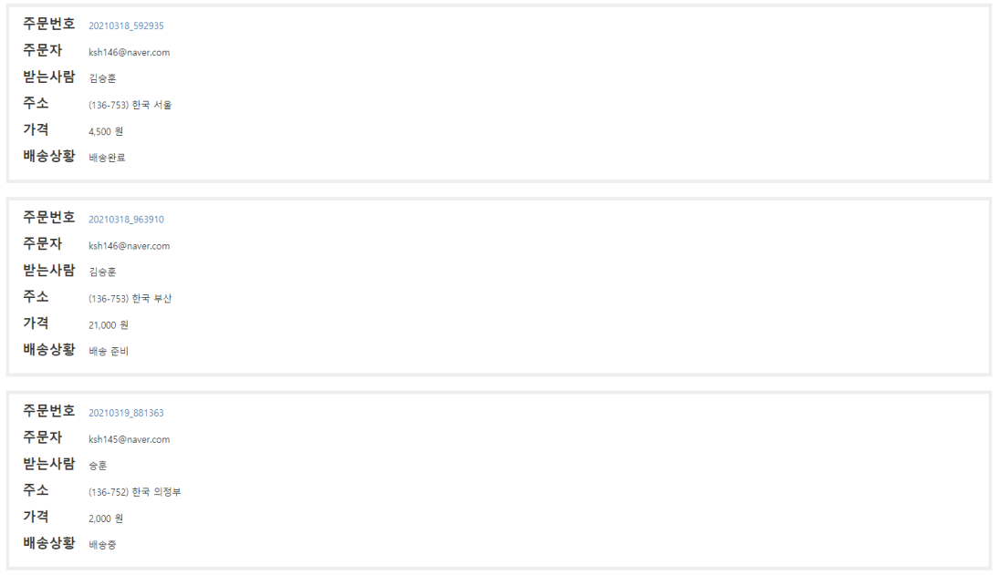 주문번호 20210318_592935
주문자 ksh146@naver.com
받는사람 김승훈
주소 (136-753) 한국 서울
가격 4,500 원
배송상황 배송완료
주문번호 20210318_963910
주문자 ksh146@naver.com
받는사람 김승훈
주소 (136-753) 한국 부산
가격 21,000 원
배송상황 배송 준비
주문번호 20210319_881363
주문자 ksh145@naver.com
받는사람 승훈
주소 (136-752) 한국 의정부
가격 2,000 원
배송상황 배송중